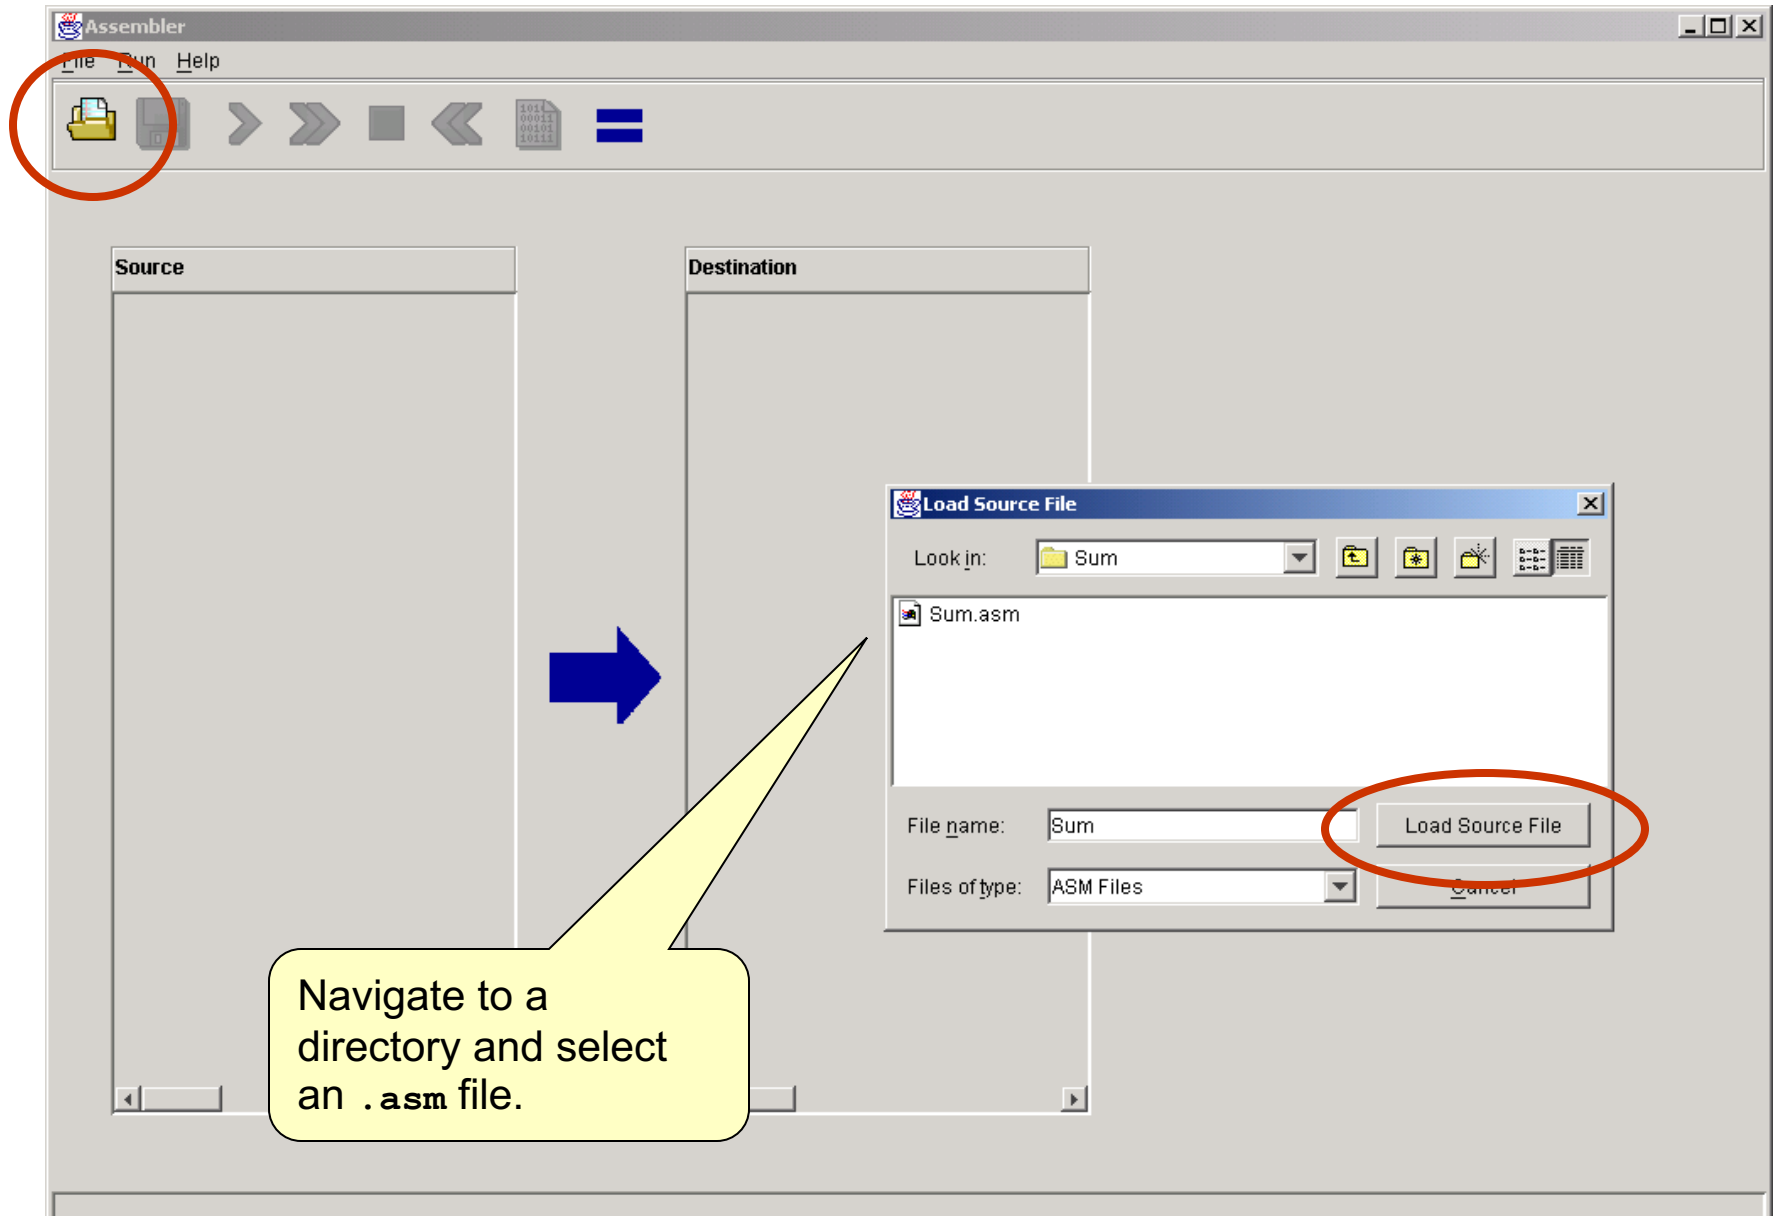 Assembler
File Run Help
Source
Destination
Load Source File
Look in:
Sum
Sum.asm
File name:
Sum
Load Source File
Files of type:
ASM Files
Cancel
Navigate to a
directory and select
an .asm file.